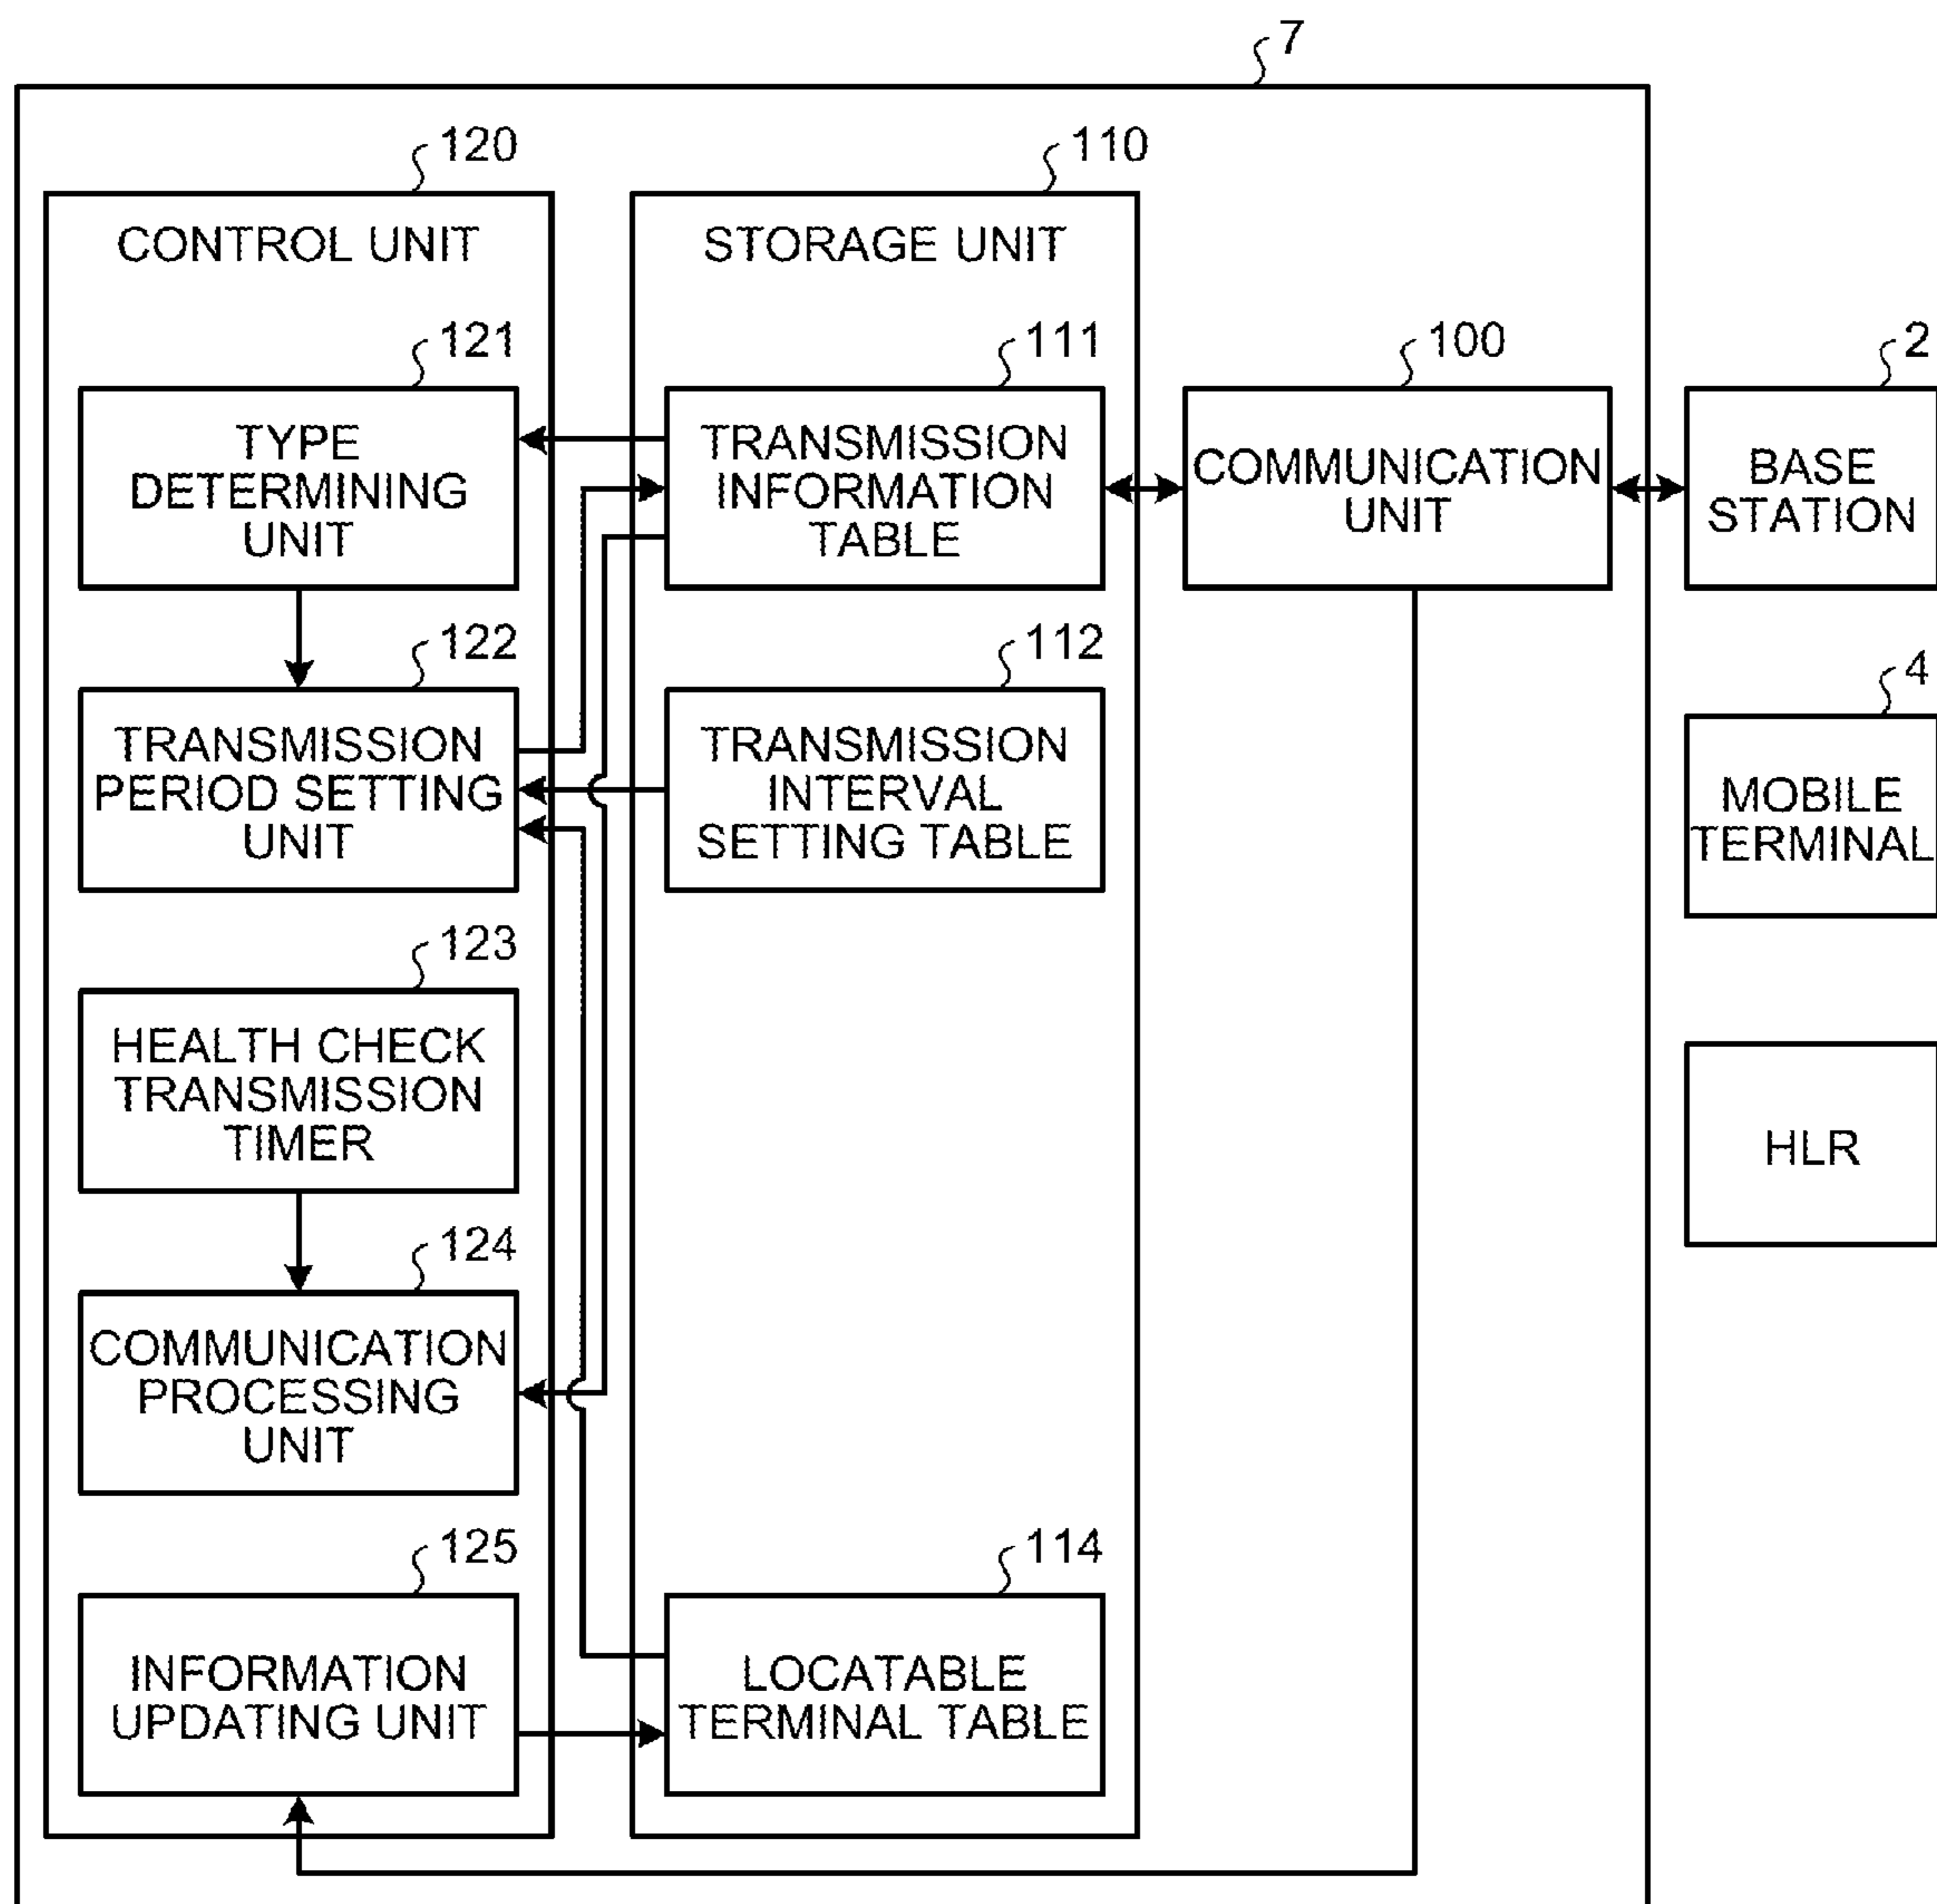 7
120
110
CONTROL UNIT
STORAGE UNIT
121
111
100
2
TYPE
DETERMINING
UNIT
TRANSMISSION
INFORMATION
TABLE
COMMUNICATION
UNIT
BASE
STATION
122
112
4
TRANSMISSION
PERIOD SETTING
UNIT
TRANSMISSION
INTERVAL
SETTING TABLE
MOBILE
TERMINAL
123
HEALTH CHECK
TRANSMISSION
TIMER
HLR
124
COMMUNICATION
PROCESSING
UNIT
125
114
INFORMATION
UPDATING UNIT
LOCATABLE
TERMINAL TABLE